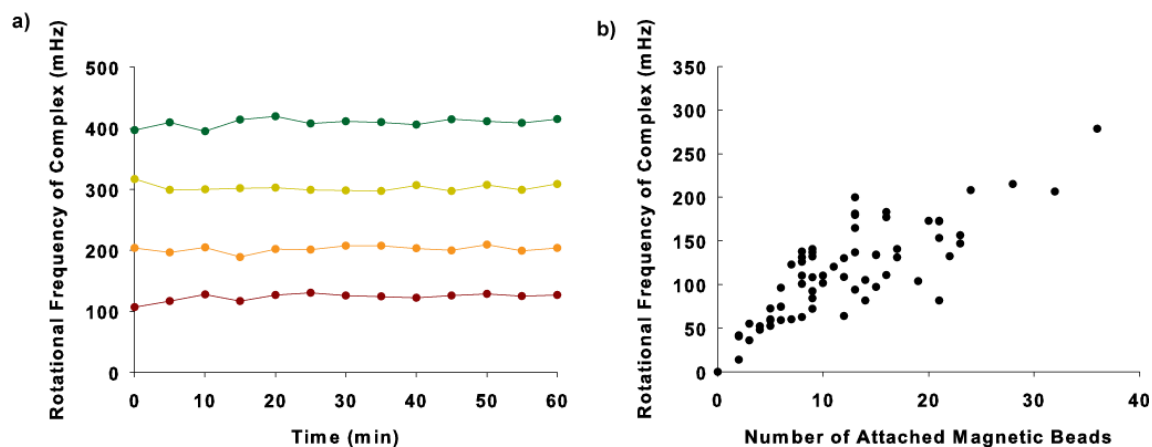 a)
Rotational Frequency of Complex (mHz)
500
400
300
200
100
0
0 10 20 30 40 50 60
Time (min)
b)
Rotational Frequency of Complex (mHz)
350
300
250
200
150
100
50
0
0 10 20 30 40
Number of Attached Magnetic Beads